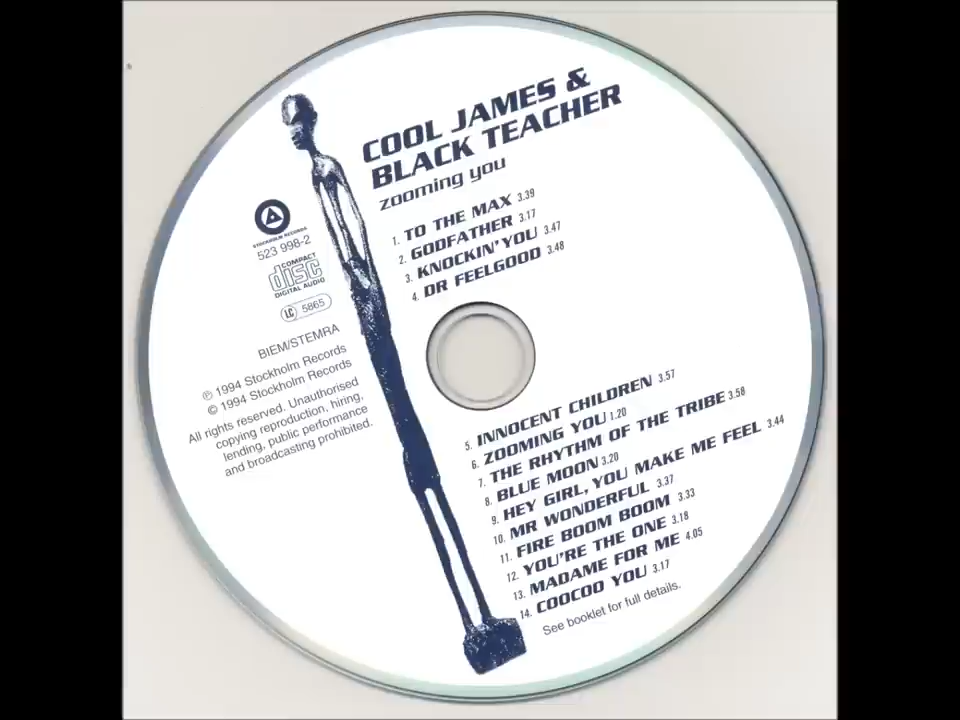 COOL JAMES &
BLACK TEACHER
zooming you
1. TO THE MAX 3.39
2. GODFATHER 3.17
3. KNOCKIN' YOU 3.47
4. DR FEELGOOD 3.48
STOCKHOLM RECORDS
523 998-2
COMPACT
disc
DIGITAL AUDIO
LC 5865
BIEM/STEMRA
℗ 1994 Stockholm Records
© 1994 Stockholm Records
All rights reserved. Unauthorised
copying reproduction, hiring,
lending, public performance
and broadcasting prohibited.
5. INNOCENT CHILDREN 3.57
6. ZOOMING YOU 1.20
7. THE RHYTHM OF THE TRIBE 3.58
8. BLUE MOON 3.20
9. HEY GIRL, YOU MAKE ME FEEL 3.44
10. MR WONDERFUL 3.37
11. FIRE BOOM BOOM 3.33
12. YOU'RE THE ONE 3.18
13. MADAME FOR ME 4.05
14. COOCOO YOU 3.17
See booklet for full details.